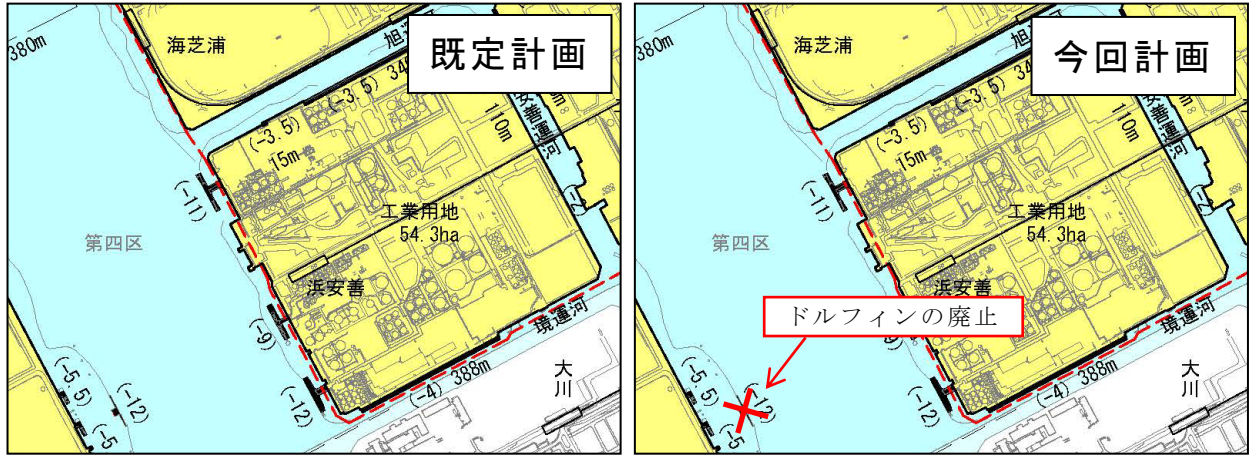 380m
海芝浦
旭運
既定計画
(-3.5)
(-3.5) 34
15m
110m
安善運河
(-11)
第四区
工業用地
54.3ha
浜安善
(-9)
境運河
(-5.5)
(-12)
(-5
(-12)
(-4) 388m
大川
380m
海芝浦
旭運
今回計画
(-3.5)
(-3.5) 34
15m
110m
安善運河
(-11)
第四区
工業用地
54.3ha
浜安善
ドルフィンの廃止
境運河
(-5.5)
(-12)
(-5
(-12)
(-4) 388m
大川